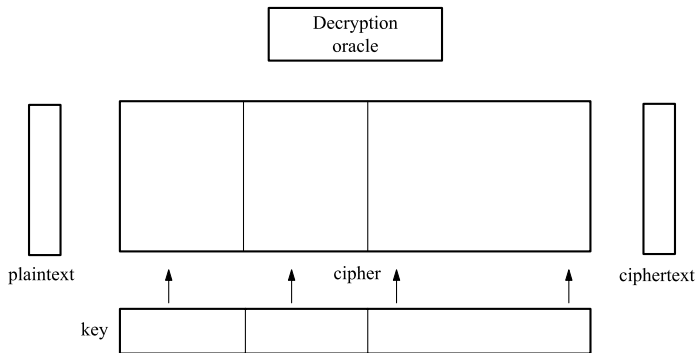 Decryption
oracle
plaintext
cipher
ciphertext
key